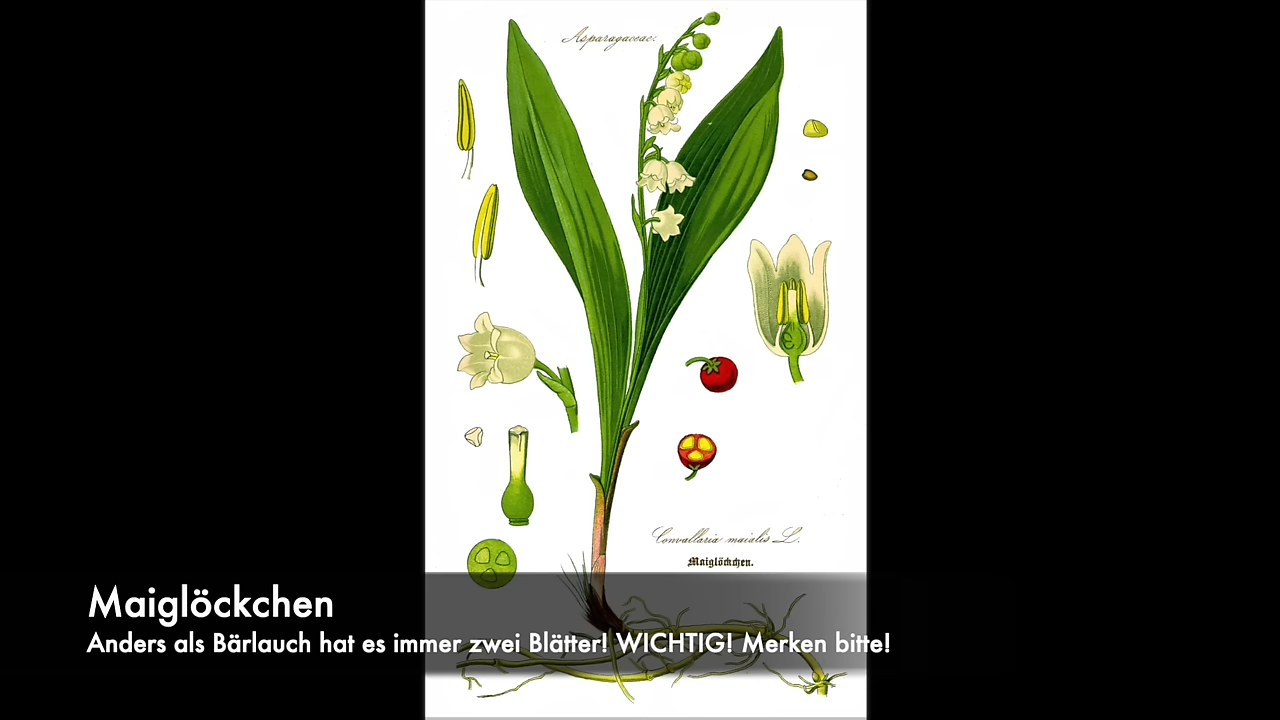 Asparagaceae.
Convallaria maialis L.
Maiglöckchen.
Maiglöckchen
Anders als Bärlauch hat es immer zwei Blätter! WICHTIG! Merken bitte!